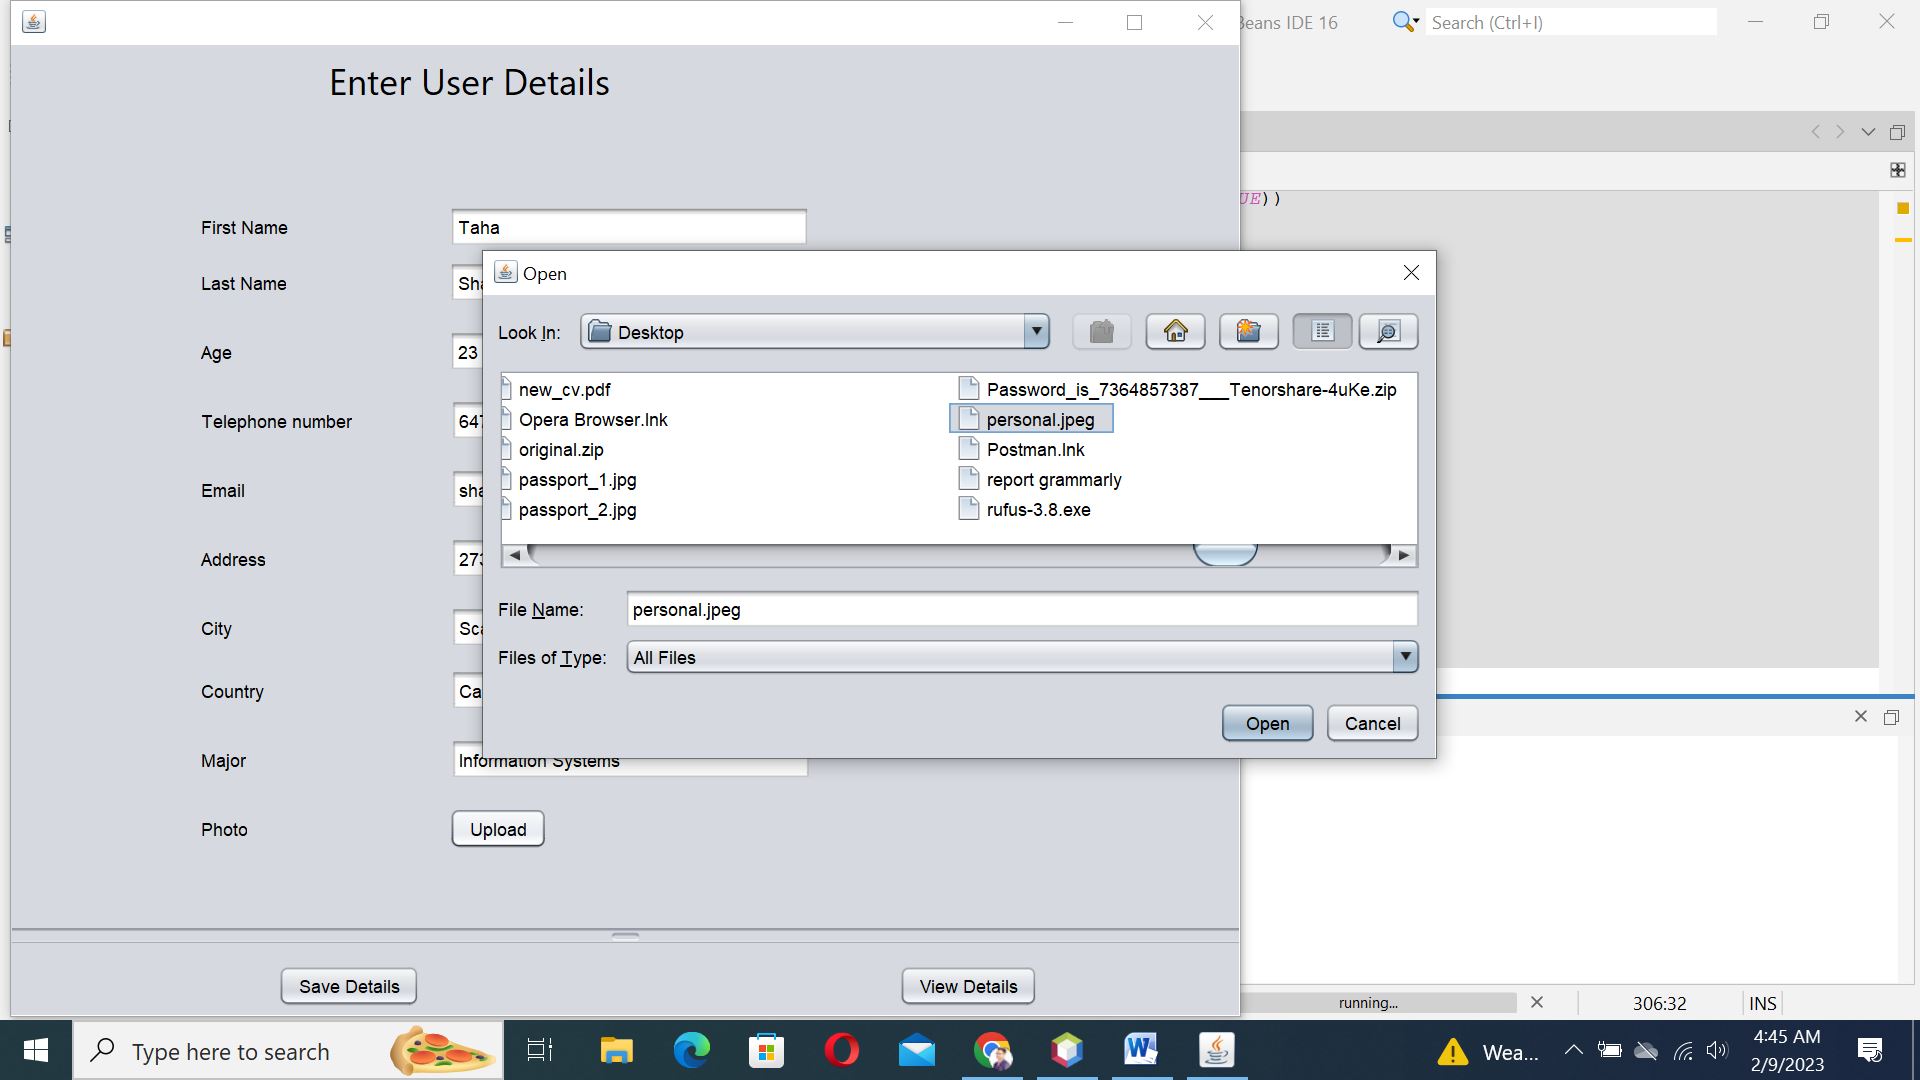 Beans IDE 16
Search (Ctrl+I)
Enter User Details
UE))
First Name
Taha
Last Name
Sha
Age
23
Telephone number
647
Email
sha
Address
273
City
Sca
Country
Ca
Major
Information Systems
Photo
Upload
Save Details
View Details
Open
Look In:
Desktop
new_cv.pdf
Opera Browser.lnk
original.zip
passport_1.jpg
passport_2.jpg
Password_is_7364857387___Tenorshare-4uKe.zip
personal.jpeg
Postman.lnk
report grammarly
rufus-3.8.exe
File Name:
personal.jpeg
Files of Type:
All Files
Open
Cancel
running...
306:32
INS
Type here to search
Wea...
4:45 AM
2/9/2023